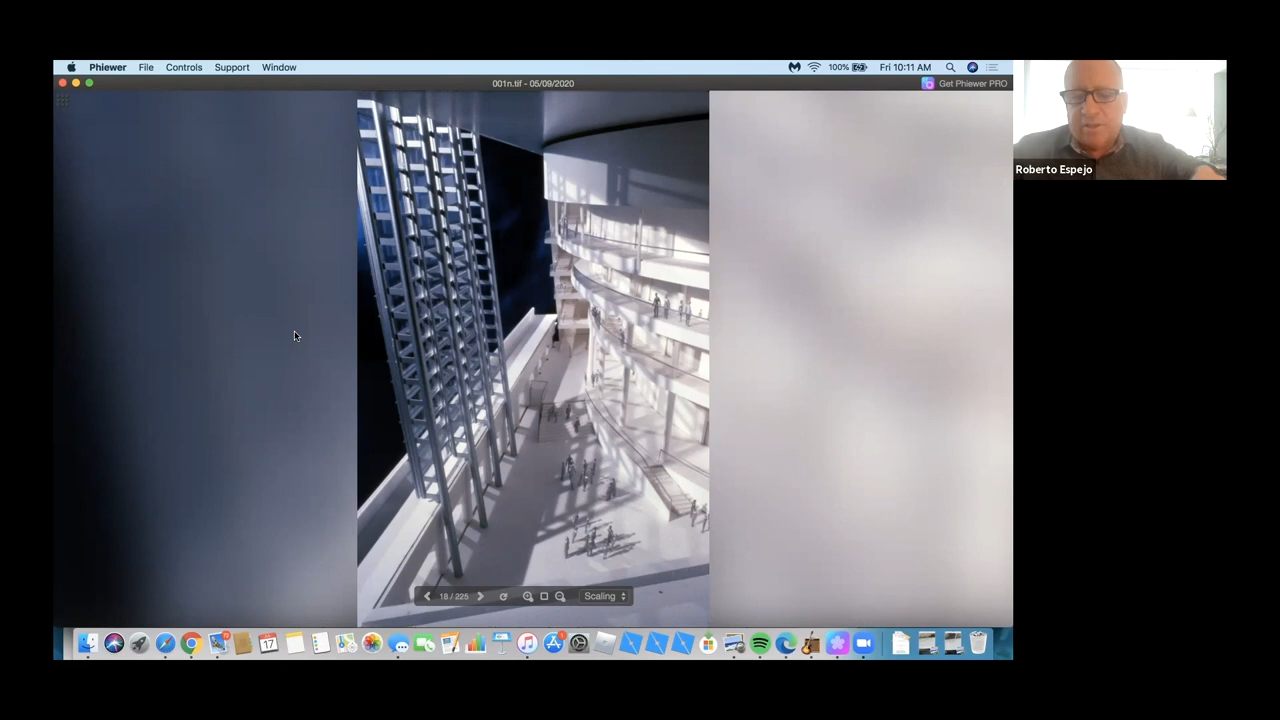 Phiewer File Controls Support Window 100% Fri 10:11 AM
001n.tif - 05/09/2020 Get Phiewer PRO
Roberto Espejo
18 / 225 Scaling
17